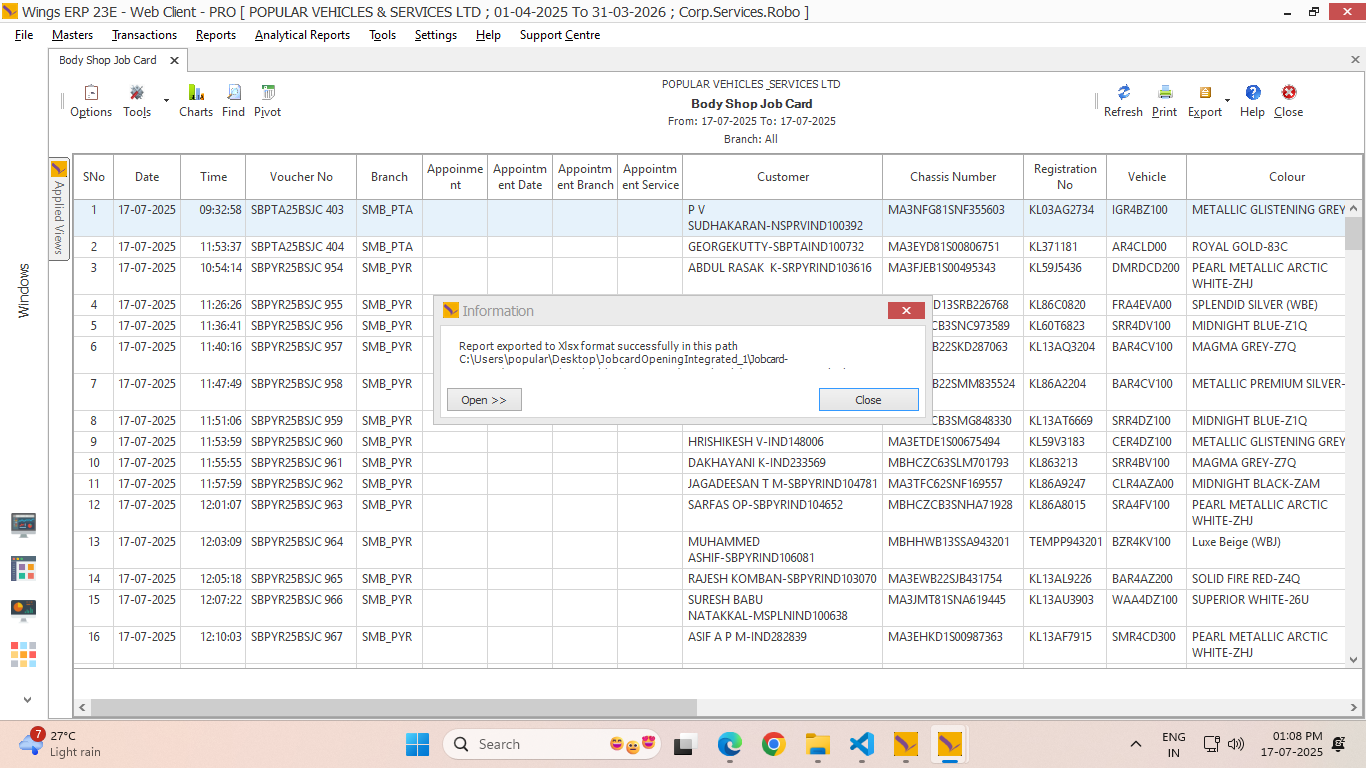 Wings ERP 23E - Web Client - PRO [ POPULAR VEHICLES & SERVICES LTD ; 01-04-2025 To 31-03-2026 ; Corp.Services.Robo ]
File Masters Transactions Reports Analytical Reports Tools Settings Help Support Centre
Body Shop Job Card
Options Tools Charts Find Pivot
POPULAR VEHICLES_SERVICES LTD
Body Shop Job Card
From: 17-07-2025 To: 17-07-2025
Branch: All
Refresh Print Export Help Close
Applied Views
Windows
SNo Date Time Voucher No Branch Appoinment Appointment Date Appointment Branch Appointment Service Customer Chassis Number Registration No Vehicle Colour
1 17-07-2025 09:32:58 SBPTA25BSJC 403 SMB_PTA P V SUDHAKARAN-NSPRVIND100392 MA3NFG81SNF355603 KL03AG2734 IGR4BZ100 METALLIC GLISTENING GREY
2 17-07-2025 11:53:37 SBPTA25BSJC 404 SMB_PTA GEORGEKUTTY-SBPTAIND100732 MA3EYD81S00806751 KL371181 AR4CLD00 ROYAL GOLD-83C
3 17-07-2025 10:54:14 SBPYR25BSJC 954 SMB_PYR ABDUL RASAK K-SRPYRIND103616 MA3FJEB1S00495343 KL59J5436 DMRDCD200 PEARL METALLIC ARCTIC WHITE-ZHJ
4 17-07-2025 11:26:26 SBPYR25BSJC 955 SMB_PYR D13SRB226768 KL86C0820 FRA4EVA00 SPLENDID SILVER (WBE)
5 17-07-2025 11:36:41 SBPYR25BSJC 956 SMB_PYR CB3SNC973589 KL60T6823 SRR4DV100 MIDNIGHT BLUE-Z1Q
6 17-07-2025 11:40:16 SBPYR25BSJC 957 SMB_PYR B22SKD287063 KL13AQ3204 BAR4CV100 MAGMA GREY-Z7Q
7 17-07-2025 11:47:49 SBPYR25BSJC 958 SMB_PYR B22SMM835524 KL86A2204 BAR4CV100 METALLIC PREMIUM SILVER-
8 17-07-2025 11:51:06 SBPYR25BSJC 959 SMB_PYR CB3SMG848330 KL13AT6669 SRR4DZ100 MIDNIGHT BLUE-Z1Q
9 17-07-2025 11:53:59 SBPYR25BSJC 960 SMB_PYR HRISHIKESH V-IND148006 MA3ETDE1S00675494 KL59V3183 CER4DZ100 METALLIC GLISTENING GREY
10 17-07-2025 11:55:55 SBPYR25BSJC 961 SMB_PYR DAKHAYANI K-IND233569 MBHCZC63SLM701793 KL863213 SRR4BV100 MAGMA GREY-Z7Q
11 17-07-2025 11:57:59 SBPYR25BSJC 962 SMB_PYR JAGADEESAN T M-SBPYRIND104781 MA3TFC62SNF169557 KL86A9247 CLR4AZA00 MIDNIGHT BLACK-ZAM
12 17-07-2025 12:01:07 SBPYR25BSJC 963 SMB_PYR SARFAS OP-SBPYRIND104652 MBHCZCB3SNHA71928 KL86A8015 SRA4FV100 PEARL METALLIC ARCTIC WHITE-ZHJ
13 17-07-2025 12:03:09 SBPYR25BSJC 964 SMB_PYR MUHAMMED ASHIF-SBPYRIND106081 MBHHWB13SSA943201 TEMPP943201 BZR4KV100 Luxe Beige (WBJ)
14 17-07-2025 12:05:18 SBPYR25BSJC 965 SMB_PYR RAJESH KOMBAN-SBPYRIND103070 MA3EWB22SJB431754 KL13AL9226 BAR4AZ200 SOLID FIRE RED-Z4Q
15 17-07-2025 12:07:22 SBPYR25BSJC 966 SMB_PYR SURESH BABU NATAKKAL-MSPLNIND100638 MA3JMT81SNA619445 KL13AU3903 WAA4DZ100 SUPERIOR WHITE-26U
16 17-07-2025 12:10:03 SBPYR25BSJC 967 SMB_PYR ASIF A P M-IND282839 MA3EHKD1S00987363 KL13AF7915 SMR4CD300 PEARL METALLIC ARCTIC WHITE-ZHJ
Information
Report exported to Xlsx format successfully in this path
C:\Users\popular\Desktop\JobcardOpeningIntegrated_1\Jobcard-
Open >> Close
7
27°C
Light rain
Search
ENG
IN
01:08 PM
17-07-2025